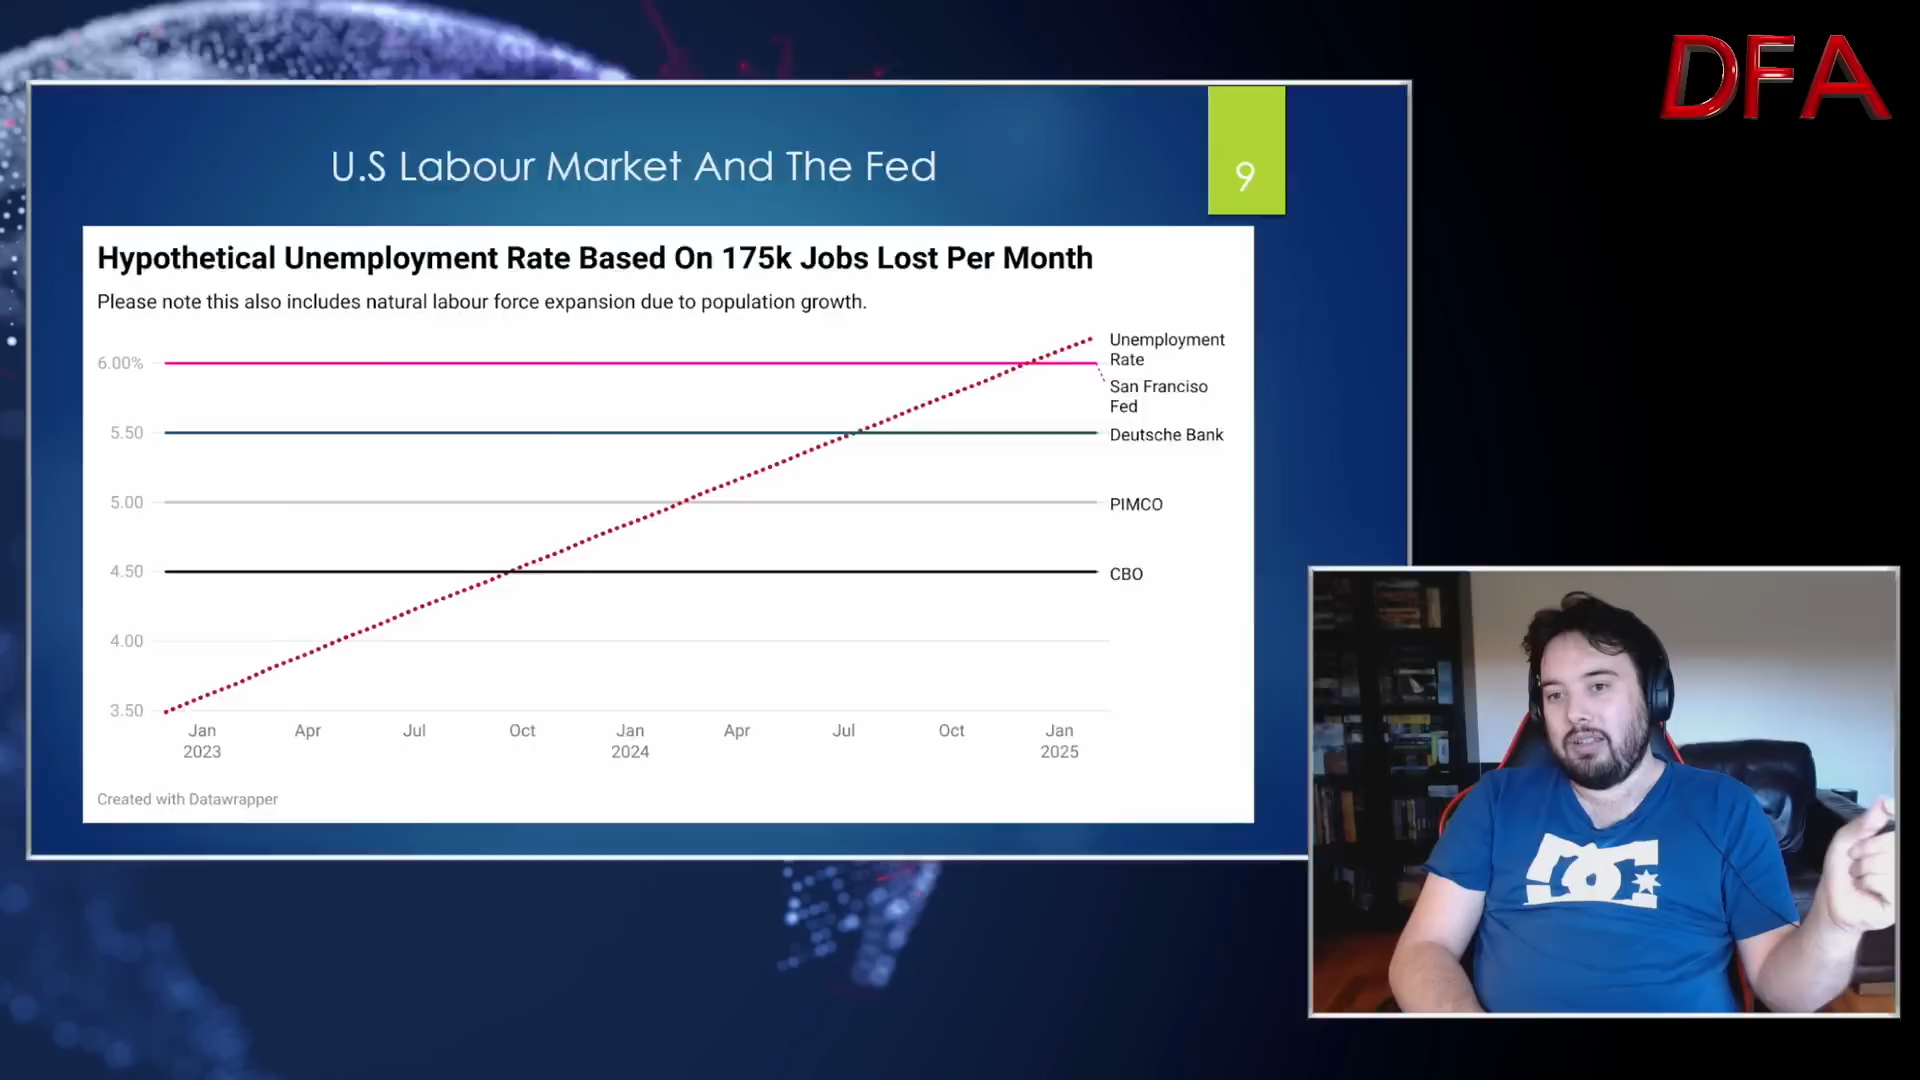 DFA
U.S Labour Market And The Fed
9
Hypothetical Unemployment Rate Based On 175k Jobs Lost Per Month
Please note this also includes natural labour force expansion due to population growth.
6.00%
5.50
5.00
4.50
4.00
3.50
Unemployment
Rate
San Franciso
Fed
Deutsche Bank
PIMCO
CBO
Jan
2023
Apr
Jul
Oct
Jan
2024
Apr
Jul
Oct
Jan
2025
Created with Datawrapper
DC